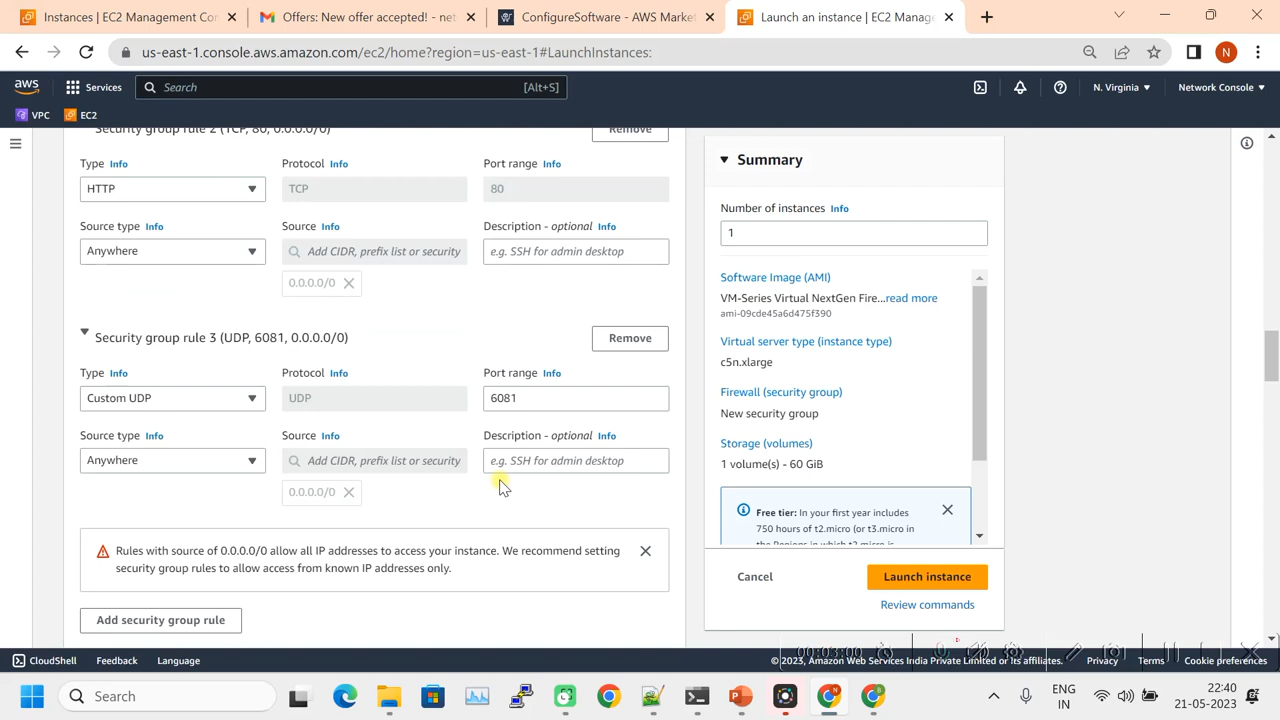 Instances | EC2 Management Con
Offers: New offer accepted! - net
ConfigureSoftware - AWS Market
Launch an instance | EC2 Manage
us-east-1.console.aws.amazon.com/ec2/home?region=us-east-1#LaunchInstances:
aws
Services
Search
[Alt+S]
N. Virginia
Network Console
VPC
EC2
Security group rule 2 (TCP, 80, 0.0.0.0/0)
Remove
Type Info
Protocol Info
Port range Info
HTTP
TCP
80
Source type Info
Source Info
Description - optional Info
Anywhere
Add CIDR, prefix list or security
e.g. SSH for admin desktop
0.0.0.0/0
Security group rule 3 (UDP, 6081, 0.0.0.0/0)
Remove
Type Info
Protocol Info
Port range Info
Custom UDP
UDP
6081
Source type Info
Source Info
Description - optional Info
Anywhere
Add CIDR, prefix list or security
e.g. SSH for admin desktop
0.0.0.0/0
Rules with source of 0.0.0.0/0 allow all IP addresses to access your instance. We recommend setting
security group rules to allow access from known IP addresses only.
Add security group rule
Summary
Number of instances Info
1
Software Image (AMI)
VM-Series Virtual NextGen Fire...read more
ami-09cde45a6d475f390
Virtual server type (instance type)
c5n.xlarge
Firewall (security group)
New security group
Storage (volumes)
1 volume(s) - 60 GiB
Free tier: In your first year includes
750 hours of t2.micro (or t3.micro in
the Regions in which t2.micro is
Cancel
Launch instance
Review commands
00:03:00
CloudShell
Feedback
Language
© 2023, Amazon Web Services India Private Limited or its affiliates.
Privacy
Terms
Cookie preferences
Search
ENG
IN
22:40
21-05-2023
N